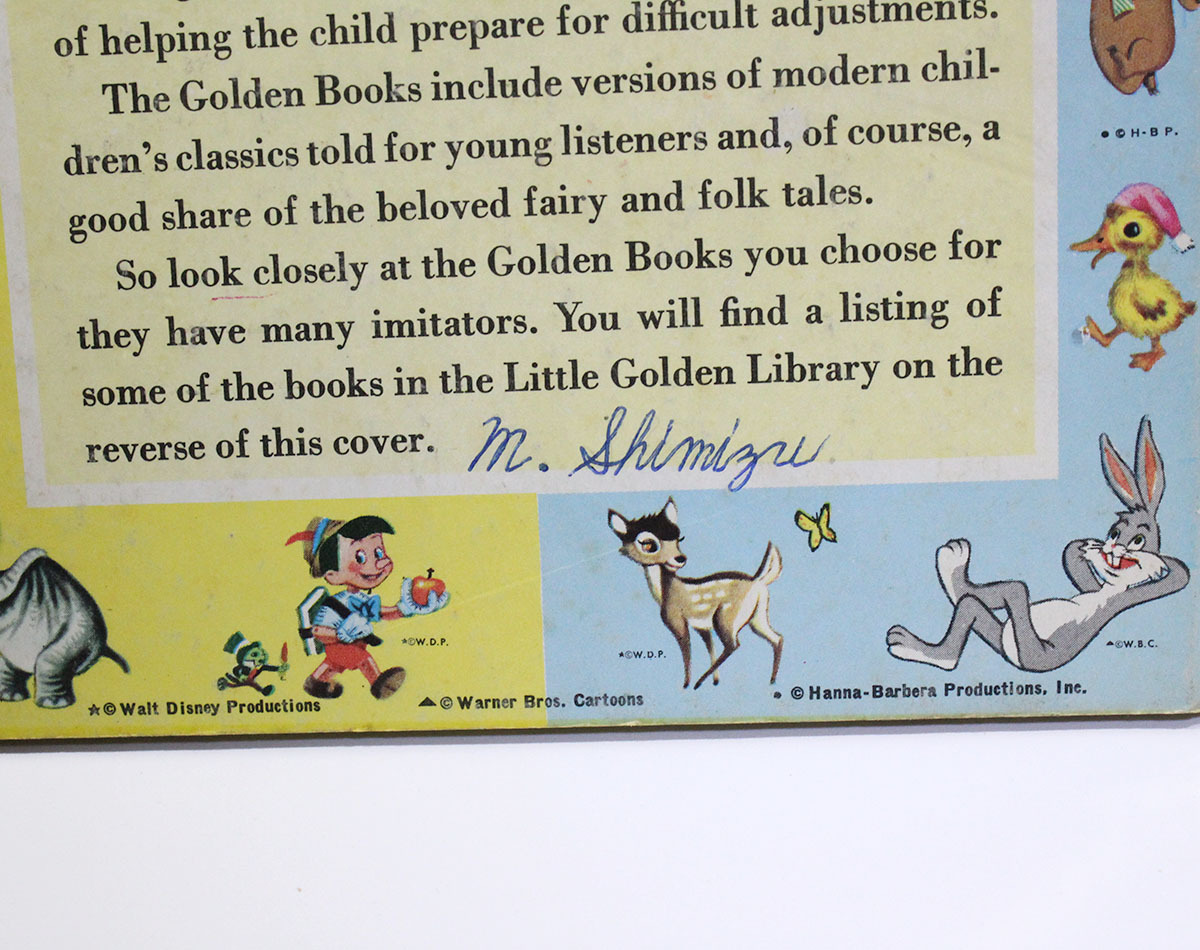 of helping the child prepare for difficult adjustments.
The Golden Books include versions of modern chil-
dren's classics told for young listeners and, of course, a
good share of the beloved fairy and folk tales.
So look closely at the Golden Books you choose for
they have many imitators. You will find a listing of
some of the books in the Little Golden Library on the
reverse of this cover. M. Shimizu
• © H-B P.
★©W.D.P.
★©W.D.P.
▲©W.B.C.
★ © Walt Disney Productions
▲ © Warner Bros. Cartoons
• © Hanna-Barbera Productions, Inc.